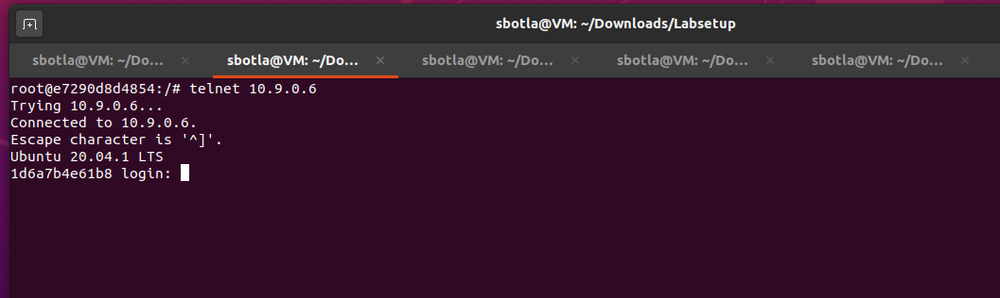 sbotla@VM: ~/Downloads/Labsetup
sbotla@VM: ~/Do... × sbotla@VM: ~/Do... × sbotla@VM: ~/Do... × sbotla@VM: ~/Do... × sbotla@VM: ~/Do... ×
root@e7290d8d4854:/# telnet 10.9.0.6
Trying 10.9.0.6...
Connected to 10.9.0.6.
Escape character is '^]'.
Ubuntu 20.04.1 LTS
1d6a7b4e61b8 login: